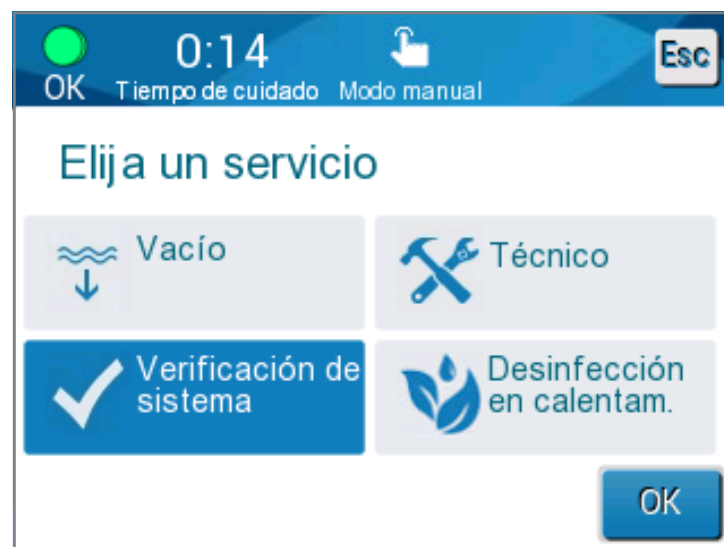 0:14
Esc
OK Tiempo de cuidado Modo manual
Elija un servicio
Vacío
Técnico
Verificación de
sistema
Desinfección
en calentam.
OK